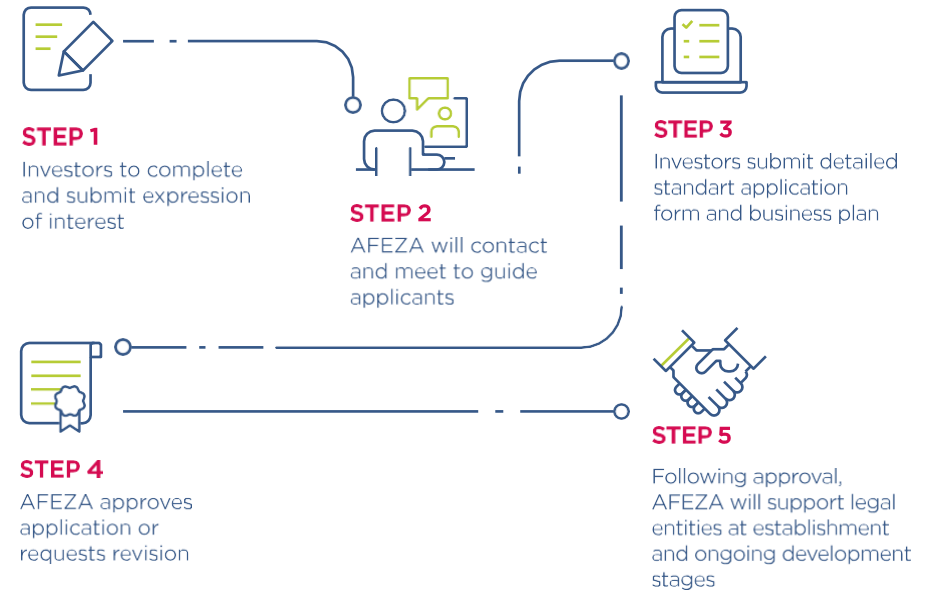 STEP 1
Investors to complete
and submit expression
of interest
STEP 2
AFEZA will contact
and meet to guide
applicants
STEP 3
Investors submit detailed
standart application
form and business plan
STEP 4
AFEZA approves
application or
requests revision
STEP 5
Following approval,
AFEZA will support legal
entities at establishment
and ongoing development
stages